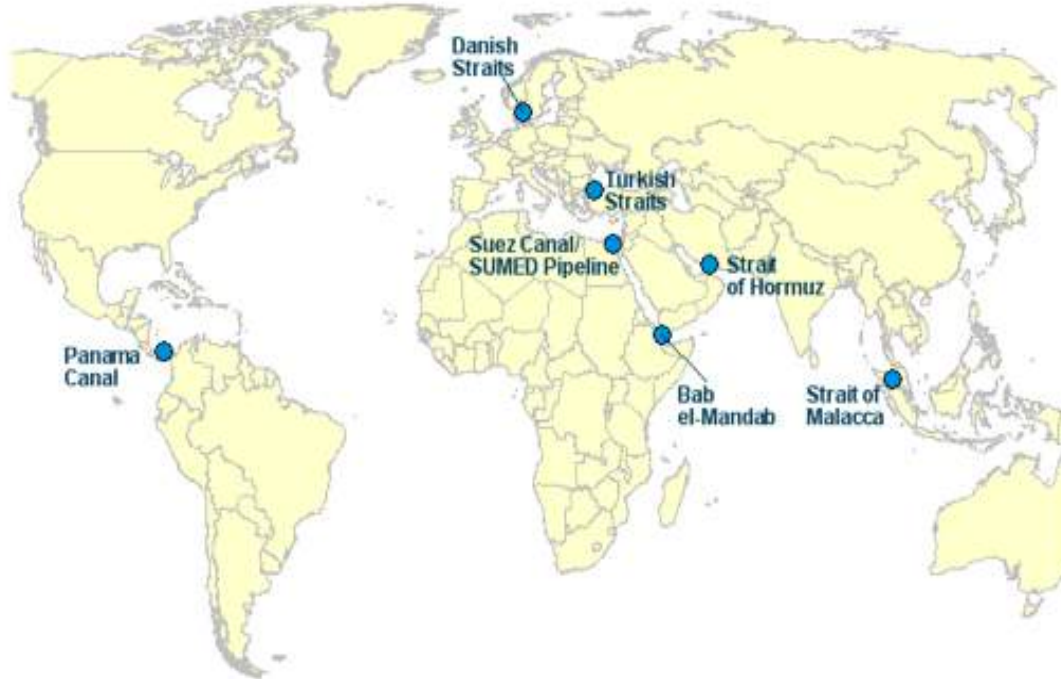 Danish
Straits
Turkish
Straits
Suez Canal/
SUMED Pipeline
Strait
of Hormuz
Panama
Canal
Bab
el-Mandab
Strait of
Malacca